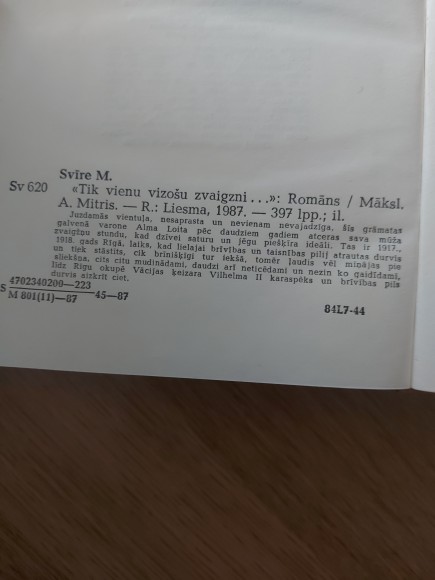 Svīre M.
Sv 620 «Tik vienu vizošu zvaigzni...»: Romāns / Māksl.
A. Mitris. — R.: Liesma, 1987. — 397 lpp.; il.
Juzdamās vientuļa, nesaprasta un nevienam nevajadzīga, šīs grāmatas
galvenā varone Alma Loita pēc daudziem gadiem atceras sava mūža
zvaigžņu stundu, kad dzīvei saturu un jēgu piešķīra ideāli. Tas ir 1917.,
1918. gads Rīgā, laiks, kad lielajai brīvības un taisnības pilij atrautas durvis
un tiek stāstīts, cik brīnišķīgi tur iekšā, tomēr ļaudis vēl mīņājas pie
sliekšņa, cits citu mudinādami, daudzi arī neticēdami un nezin ko gaidīdami,
līdz Rīgu okupē Vācijas ķeizara Vilhelma II karaspēks un brīvības pils
durvis aizkrīt ciet.
S 4702340200—223
M 801(11)—87 45—87
84L7-44